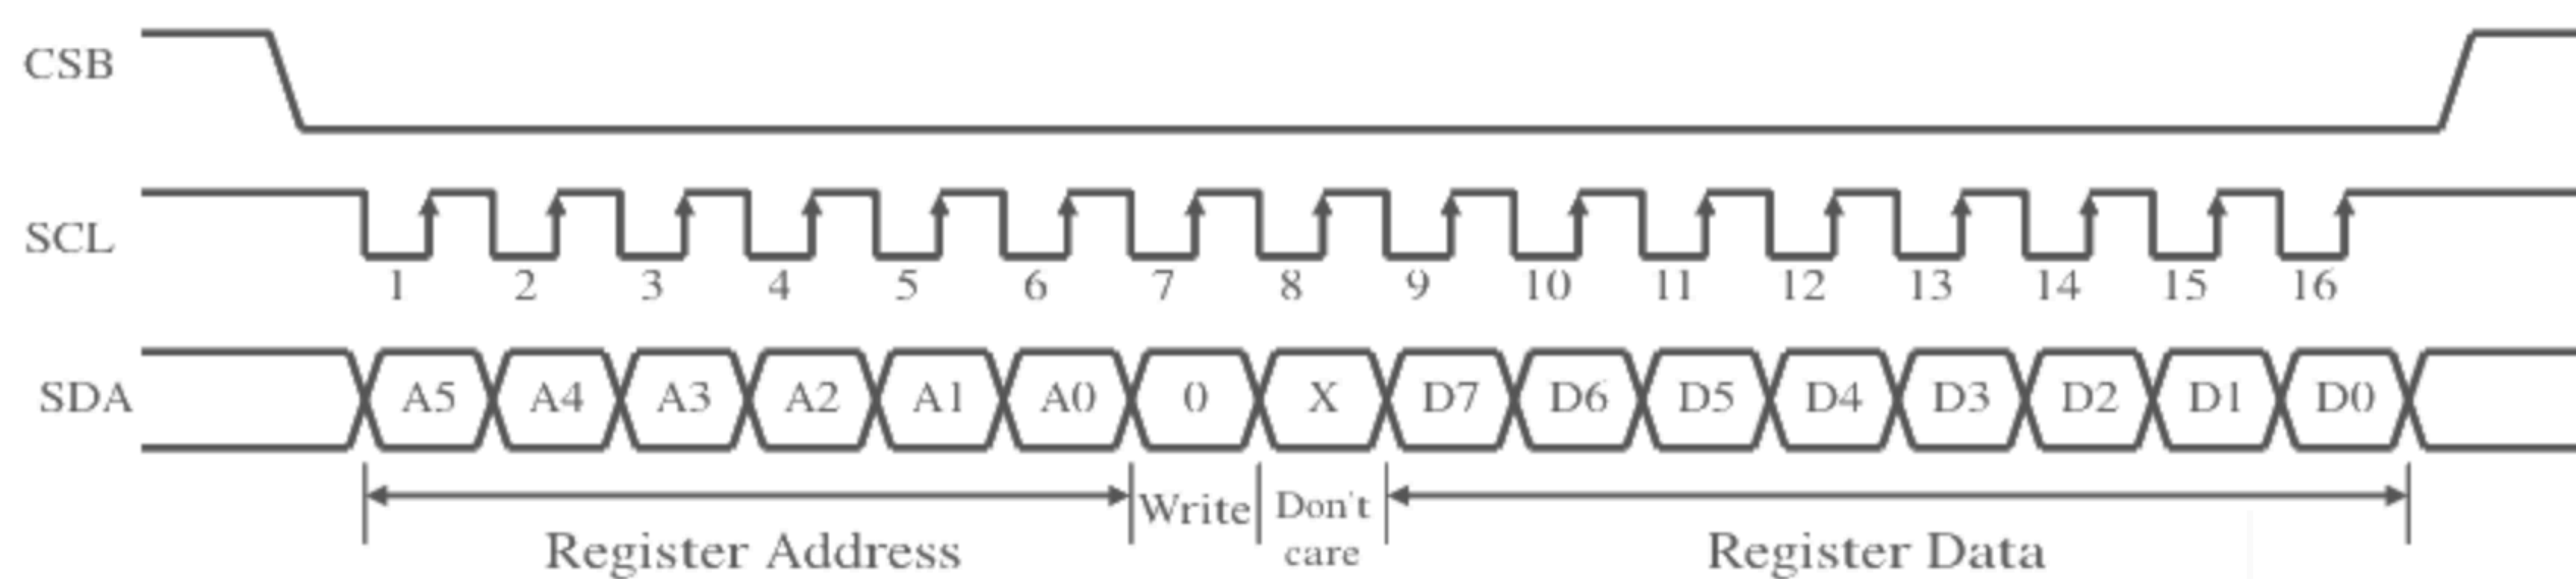 CSB
SCL
1 2 3 4 5 6 7 8 9 10 11 12 13 14 15 16
SDA A5 A4 A3 A2 A1 A0 0 X D7 D6 D5 D4 D3 D2 D1 D0
Write Don't
Register Address care Register Data